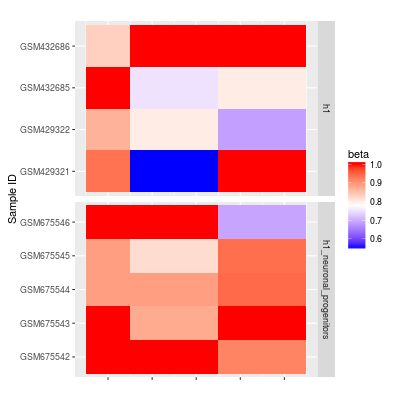 GSM432686
GSM432685
GSM429322
GSM429321
h1
GSM675546
GSM675545
GSM675544
GSM675543
GSM675542
h1_neuronal_progenitors
Sample ID
beta
1.0
0.9
0.8
0.7
0.6